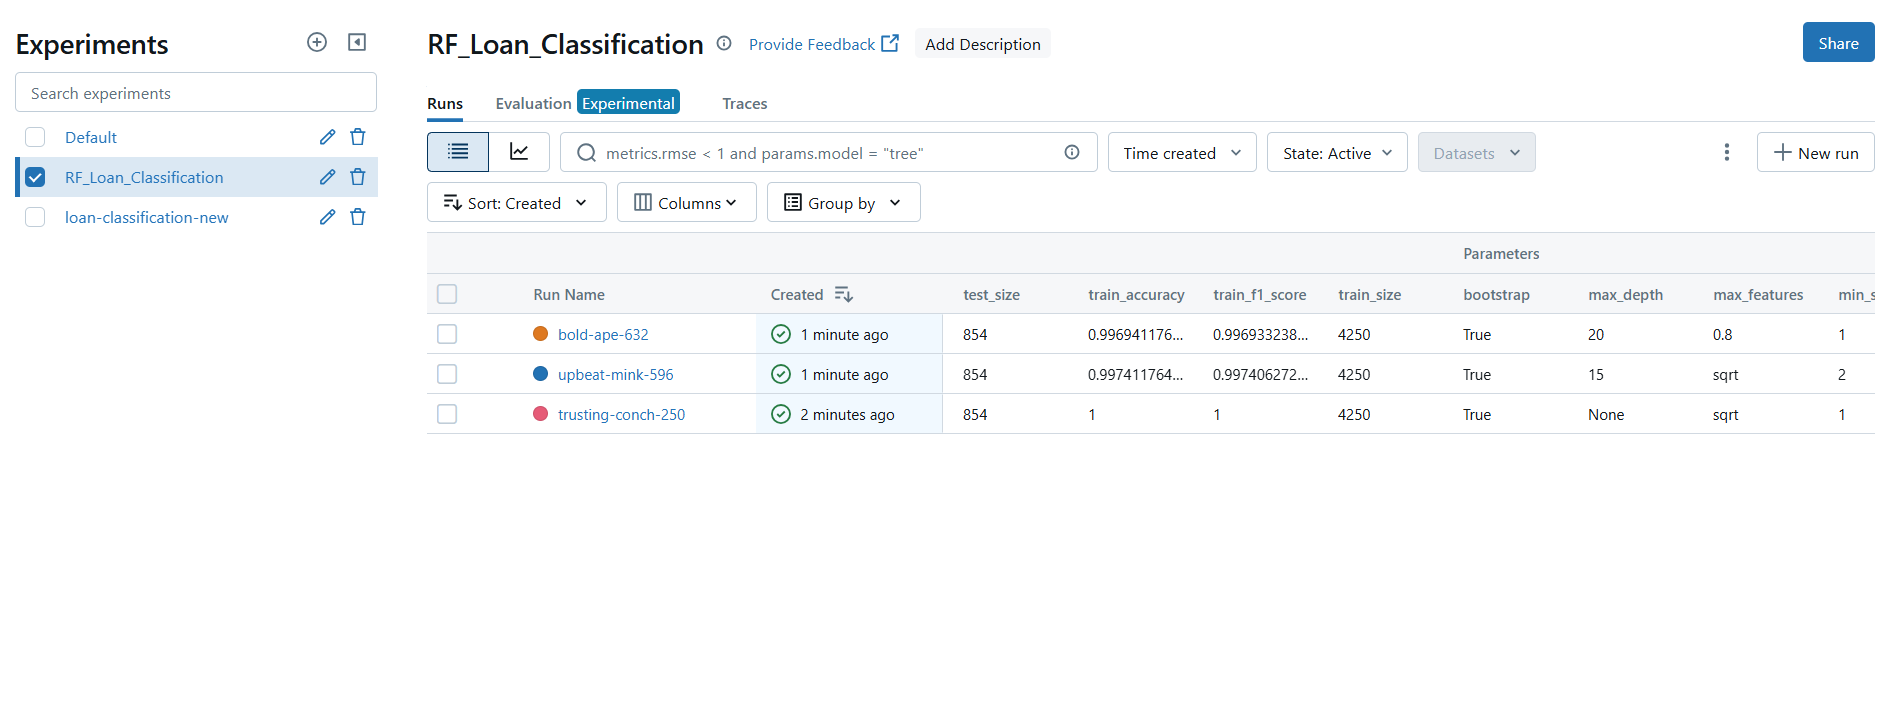 Experiments
Search experiments
Default
RF_Loan_Classification
loan-classification-new
RF_Loan_Classification Provide Feedback Add Description Share
Runs Evaluation Experimental Traces
metrics.rmse < 1 and params.model = "tree" Time created State: Active Datasets New run
Sort: Created Columns Group by
Parameters
Run Name Created test_size train_accuracy train_f1_score train_size bootstrap max_depth max_features min_s
bold-ape-632 1 minute ago 854 0.996941176... 0.996933238... 4250 True 20 0.8 1
upbeat-mink-596 1 minute ago 854 0.997411764... 0.997406272... 4250 True 15 sqrt 2
trusting-conch-250 2 minutes ago 854 1 1 4250 True None sqrt 1